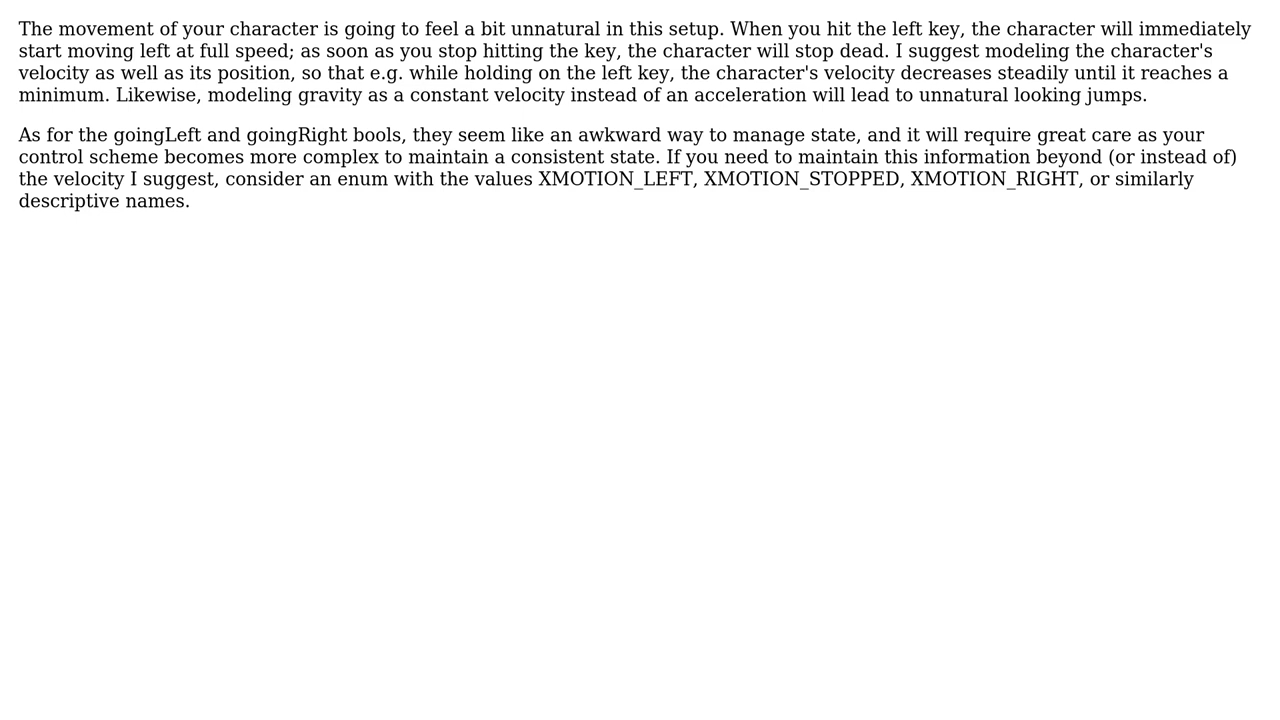 The movement of your character is going to feel a bit unnatural in this setup. When you hit the left key, the character will immediately
start moving left at full speed; as soon as you stop hitting the key, the character will stop dead. I suggest modeling the character's
velocity as well as its position, so that e.g. while holding on the left key, the character's velocity decreases steadily until it reaches a
minimum. Likewise, modeling gravity as a constant velocity instead of an acceleration will lead to unnatural looking jumps.
As for the goingLeft and goingRight bools, they seem like an awkward way to manage state, and it will require great care as your
control scheme becomes more complex to maintain a consistent state. If you need to maintain this information beyond (or instead of)
the velocity I suggest, consider an enum with the values XMOTION_LEFT, XMOTION_STOPPED, XMOTION_RIGHT, or similarly
descriptive names.